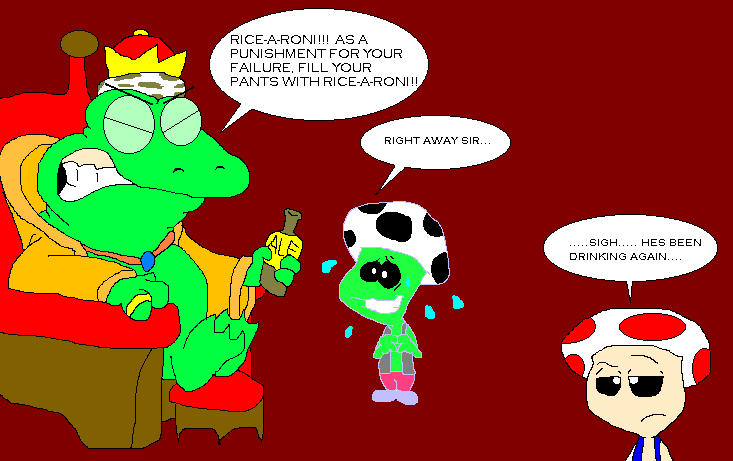 RICE-A-RONI!!! AS A
PUNISHMENT FOR YOUR
FAILURE, FILL YOUR
PANTS WITH RICE-A-RONI!!
RIGHT AWAY SIR...
ALE
.....SIGH..... HES BEEN
DRINKING AGAIN....